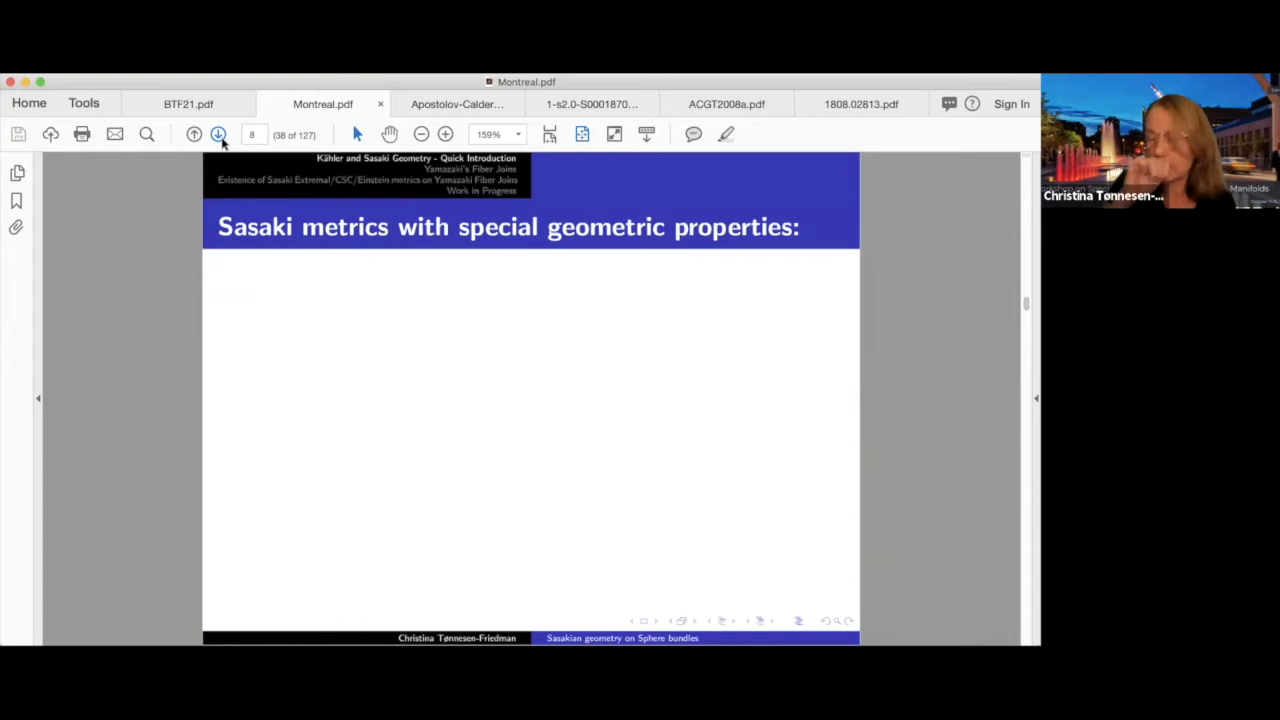 Montreal.pdf
Home
Tools
BTF21.pdf
Montreal.pdf
×
Apostolov-Calder...
1-s2.0-S0001870...
ACGT2008a.pdf
1808.02813.pdf
Sign In
8
(38 of 127)
159%
Kähler and Sasaki Geometry - Quick Introduction
Yamazaki's Fiber Joins
Existence of Sasaki Extremal/CSC/Einstein metrics on Yamazaki Fiber Joins
Work in Progress
Sasaki metrics with special geometric properties:
Christina Tønnesen-Friedman
Sasakian geometry on Sphere bundles
Manifolds
Christina Tønnesen-...